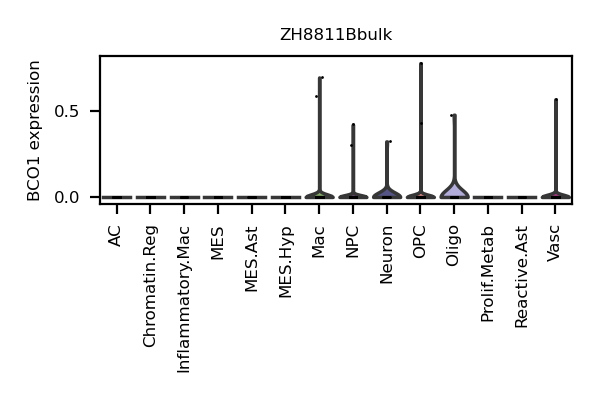 ZH8811Bbulk
BCO1 expression
0.5
0.0
AC
Chromatin.Reg
Inflammatory.Mac
MES
MES.Ast
MES.Hyp
Mac
NPC
Neuron
OPC
Oligo
Prolif.Metab
Reactive.Ast
Vasc